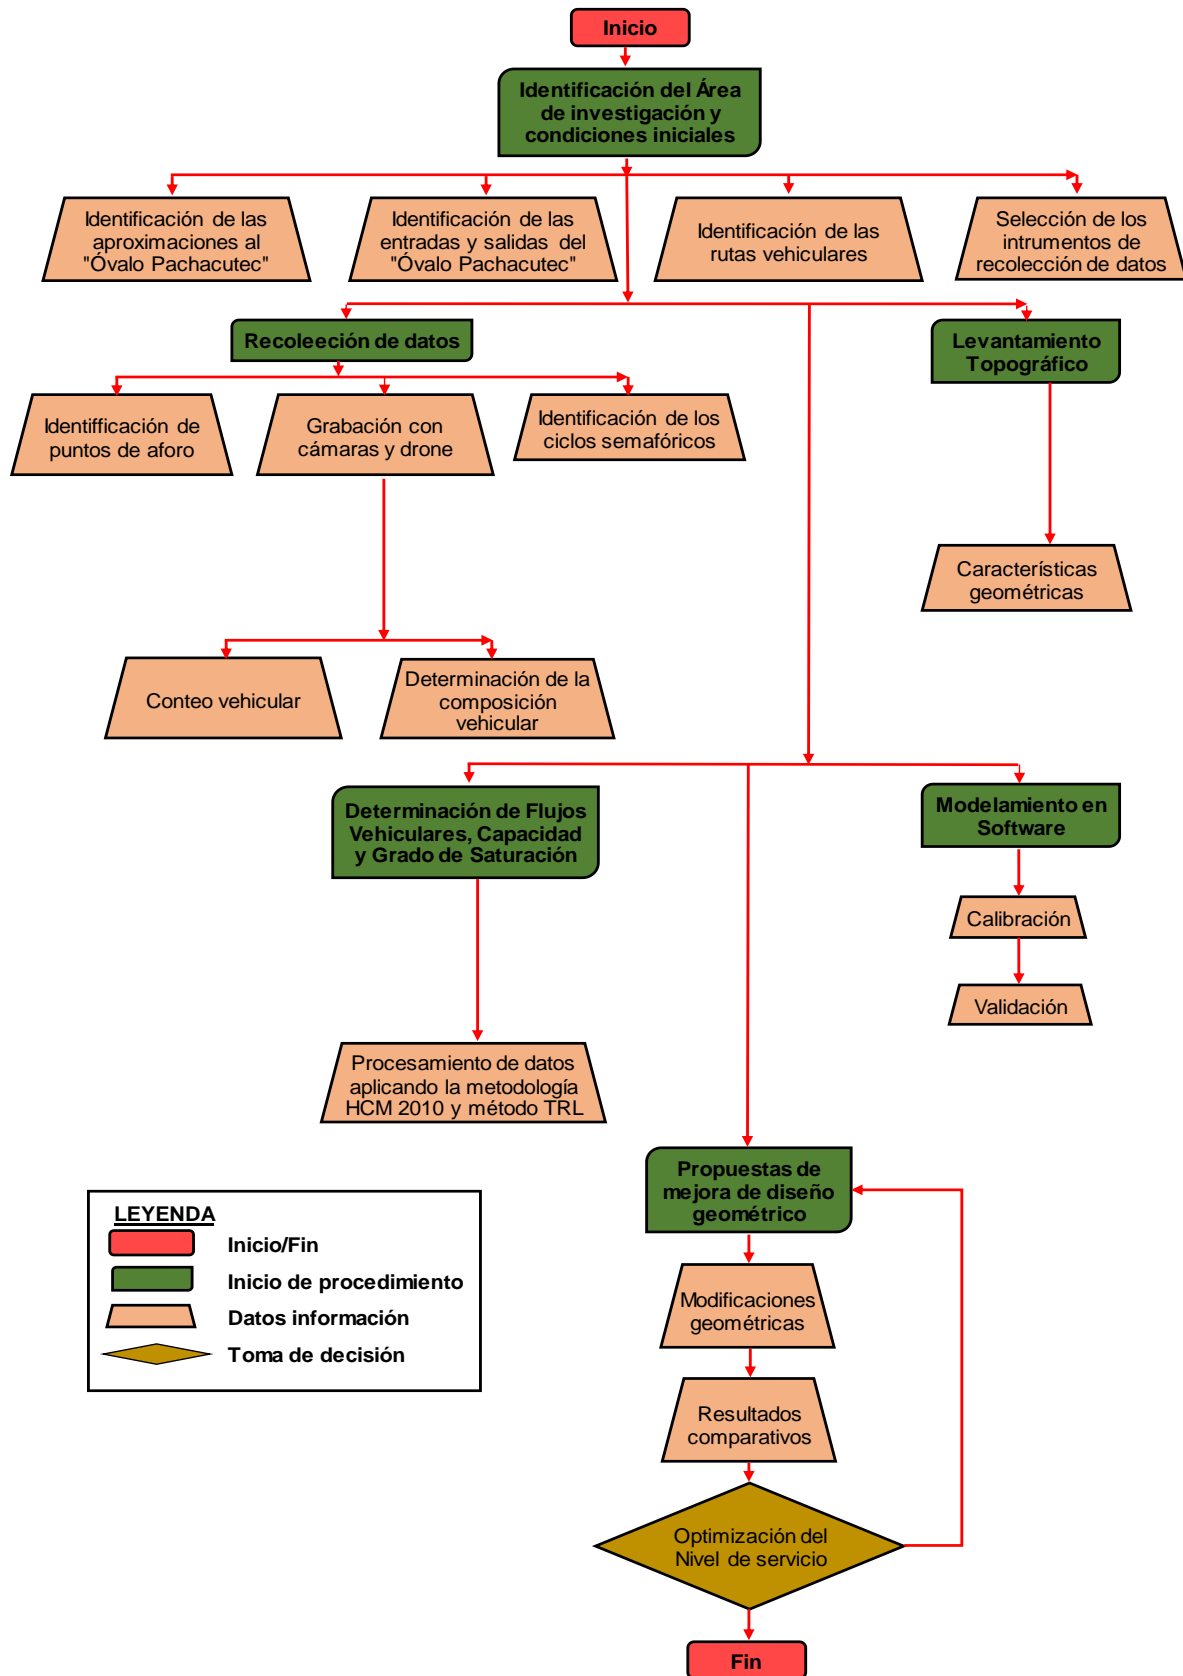 Inicio
Identificación del Área
de investigación y
condiciones iniciales
Identificación de las
aproximaciones al
"Óvalo Pachacutec"
Identificación de las
entradas y salidas del
"Óvalo Pachacutec"
Identificación de las
rutas vehiculares
Selección de los
intrumentos de
recolección de datos
Recoleeción de datos
Levantamiento
Topográfico
Identifficación de
puntos de aforo
Grabación con
cámaras y drone
Identificación de los
ciclos semafóricos
Características
geométricas
Conteo vehicular
Determinación de la
composición
vehicular
Determinación de Flujos
Vehiculares, Capacidad
y Grado de Saturación
Modelamiento en
Software
Calibración
Validación
Procesamiento de datos
aplicando la metodología
HCM 2010 y método TRL
Propuestas de
mejora de diseño
geométrico
LEYENDA
Inicio/Fin
Inicio de procedimiento
Datos información
Toma de decisión
Modificaciones
geométricas
Resultados
comparativos
Optimización del
Nivel de servicio
Fin